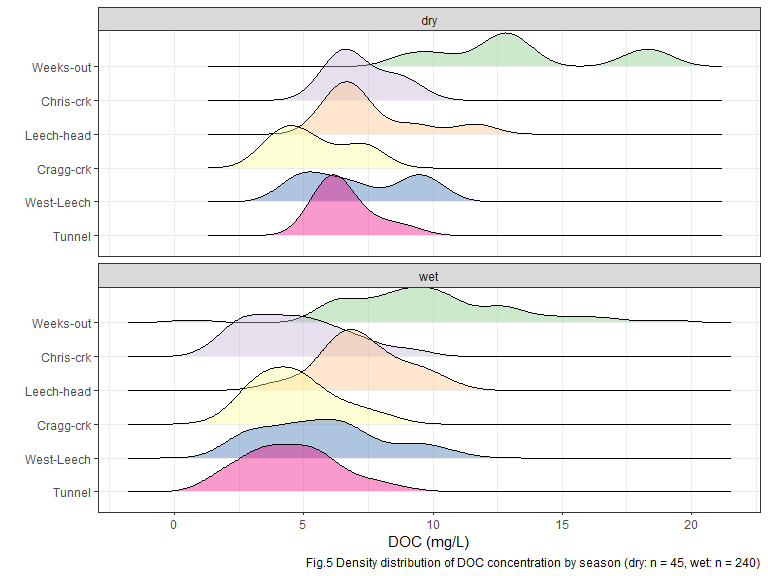 dry
Weeks-out
Chris-crk
Leech-head
Cragg-crk
West-Leech
Tunnel
wet
Weeks-out
Chris-crk
Leech-head
Cragg-crk
West-Leech
Tunnel
0 5 10 15 20
DOC (mg/L)
Fig.5 Density distribution of DOC concentration by season (dry: n = 45, wet: n = 240)